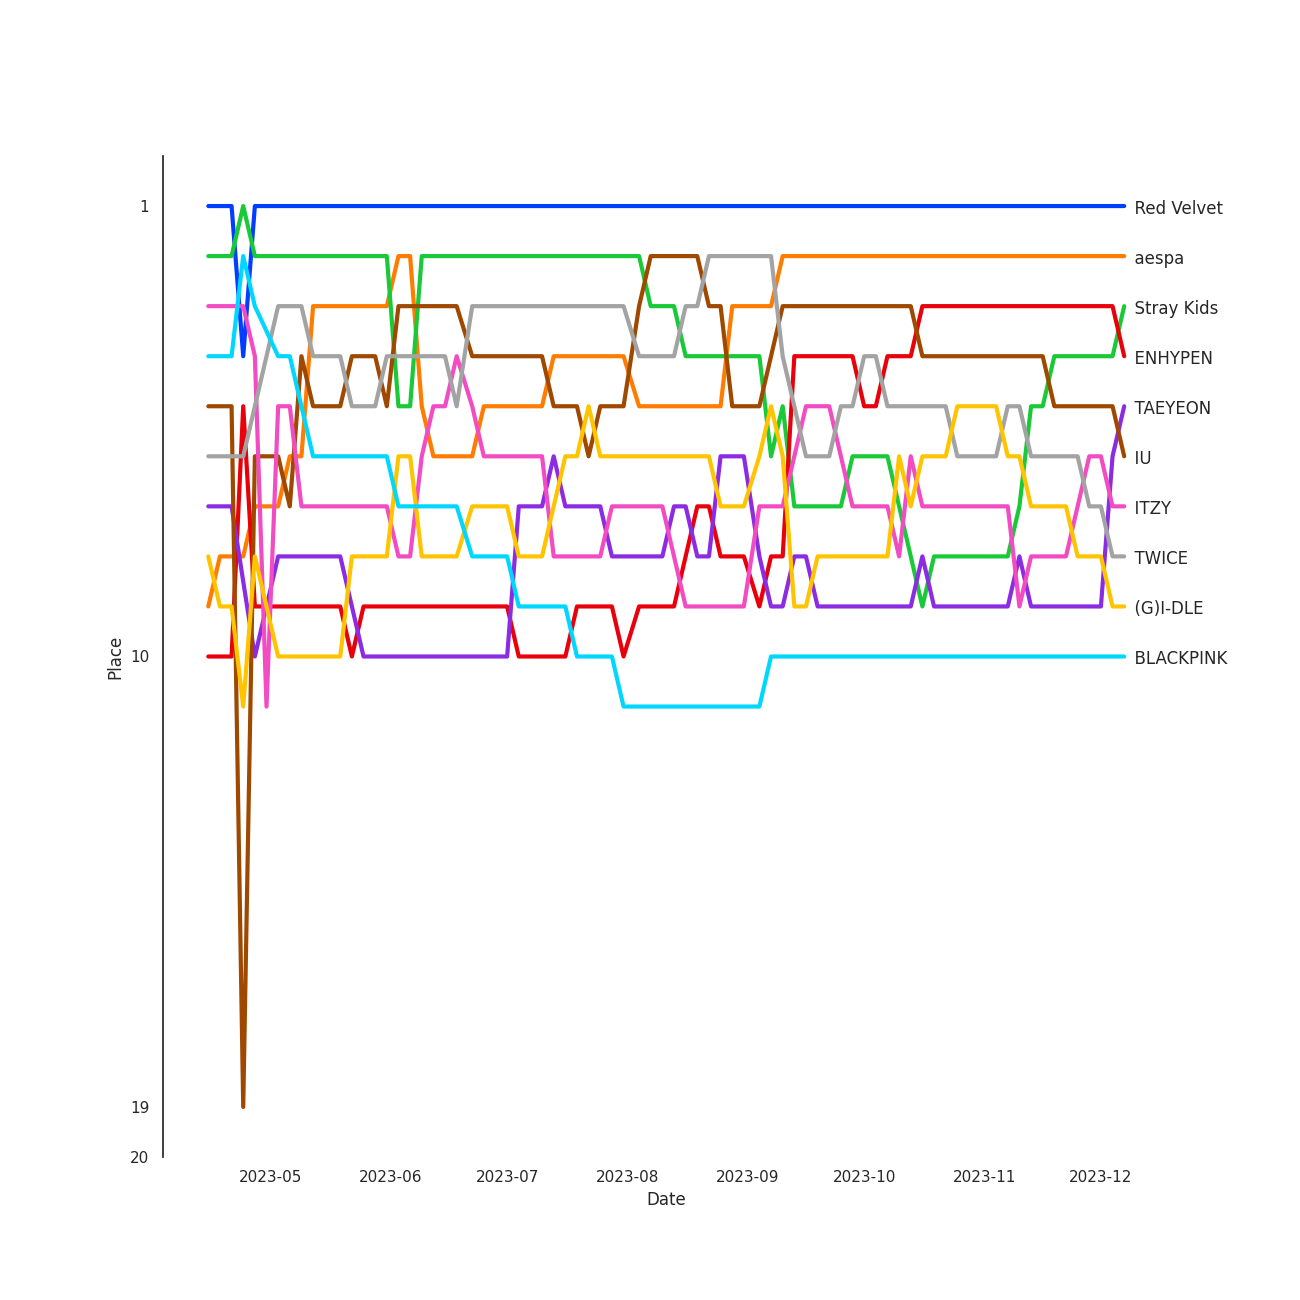 1
Red Velvet
aespa
Stray Kids
ENHYPEN
TAEYEON
IU
ITZY
TWICE
(G)I-DLE
10
BLACKPINK
Place
19
20
2023-05 2023-06 2023-07 2023-08 2023-09 2023-10 2023-11 2023-12
Date